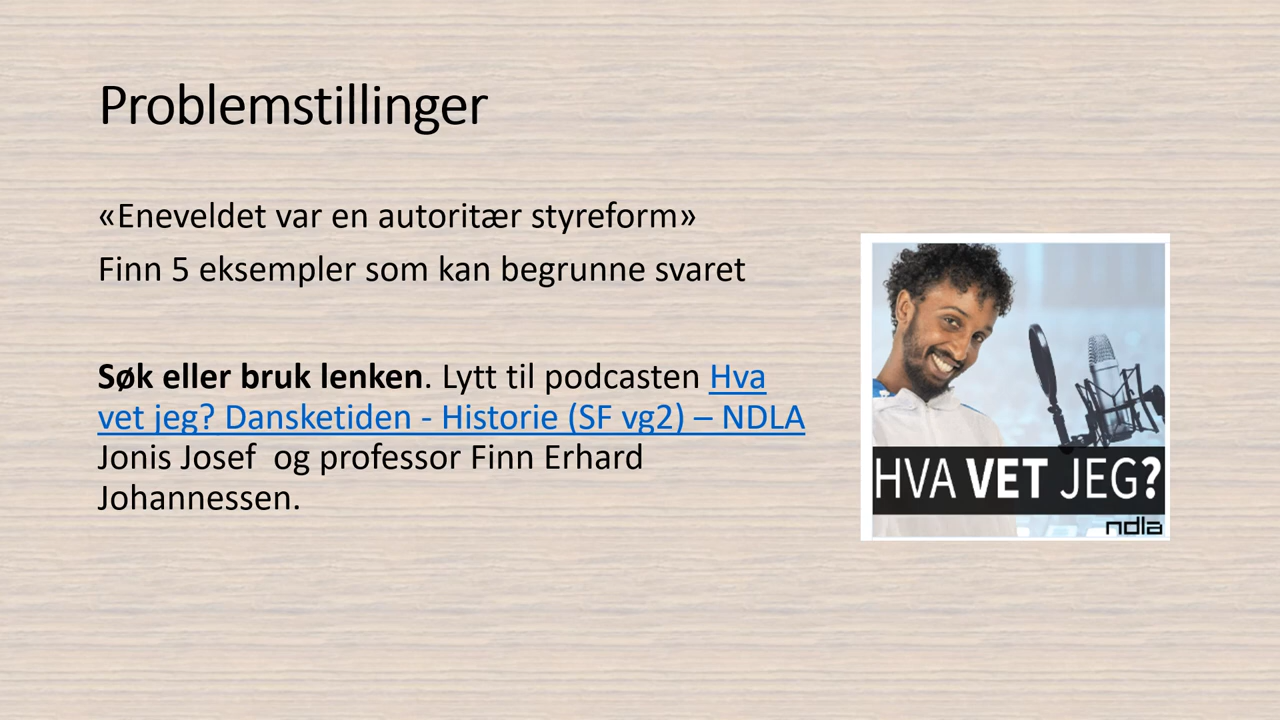 Problemstillinger
«Eneveldet var en autoritær styreform»
Finn 5 eksempler som kan begrunne svaret
Søk eller bruk lenken. Lytt til podcasten Hva
vet jeg? Dansketiden - Historie (SF vg2) – NDLA
Jonis Josef  og professor Finn Erhard
Johannessen.
HVA VET JEG?
ndla